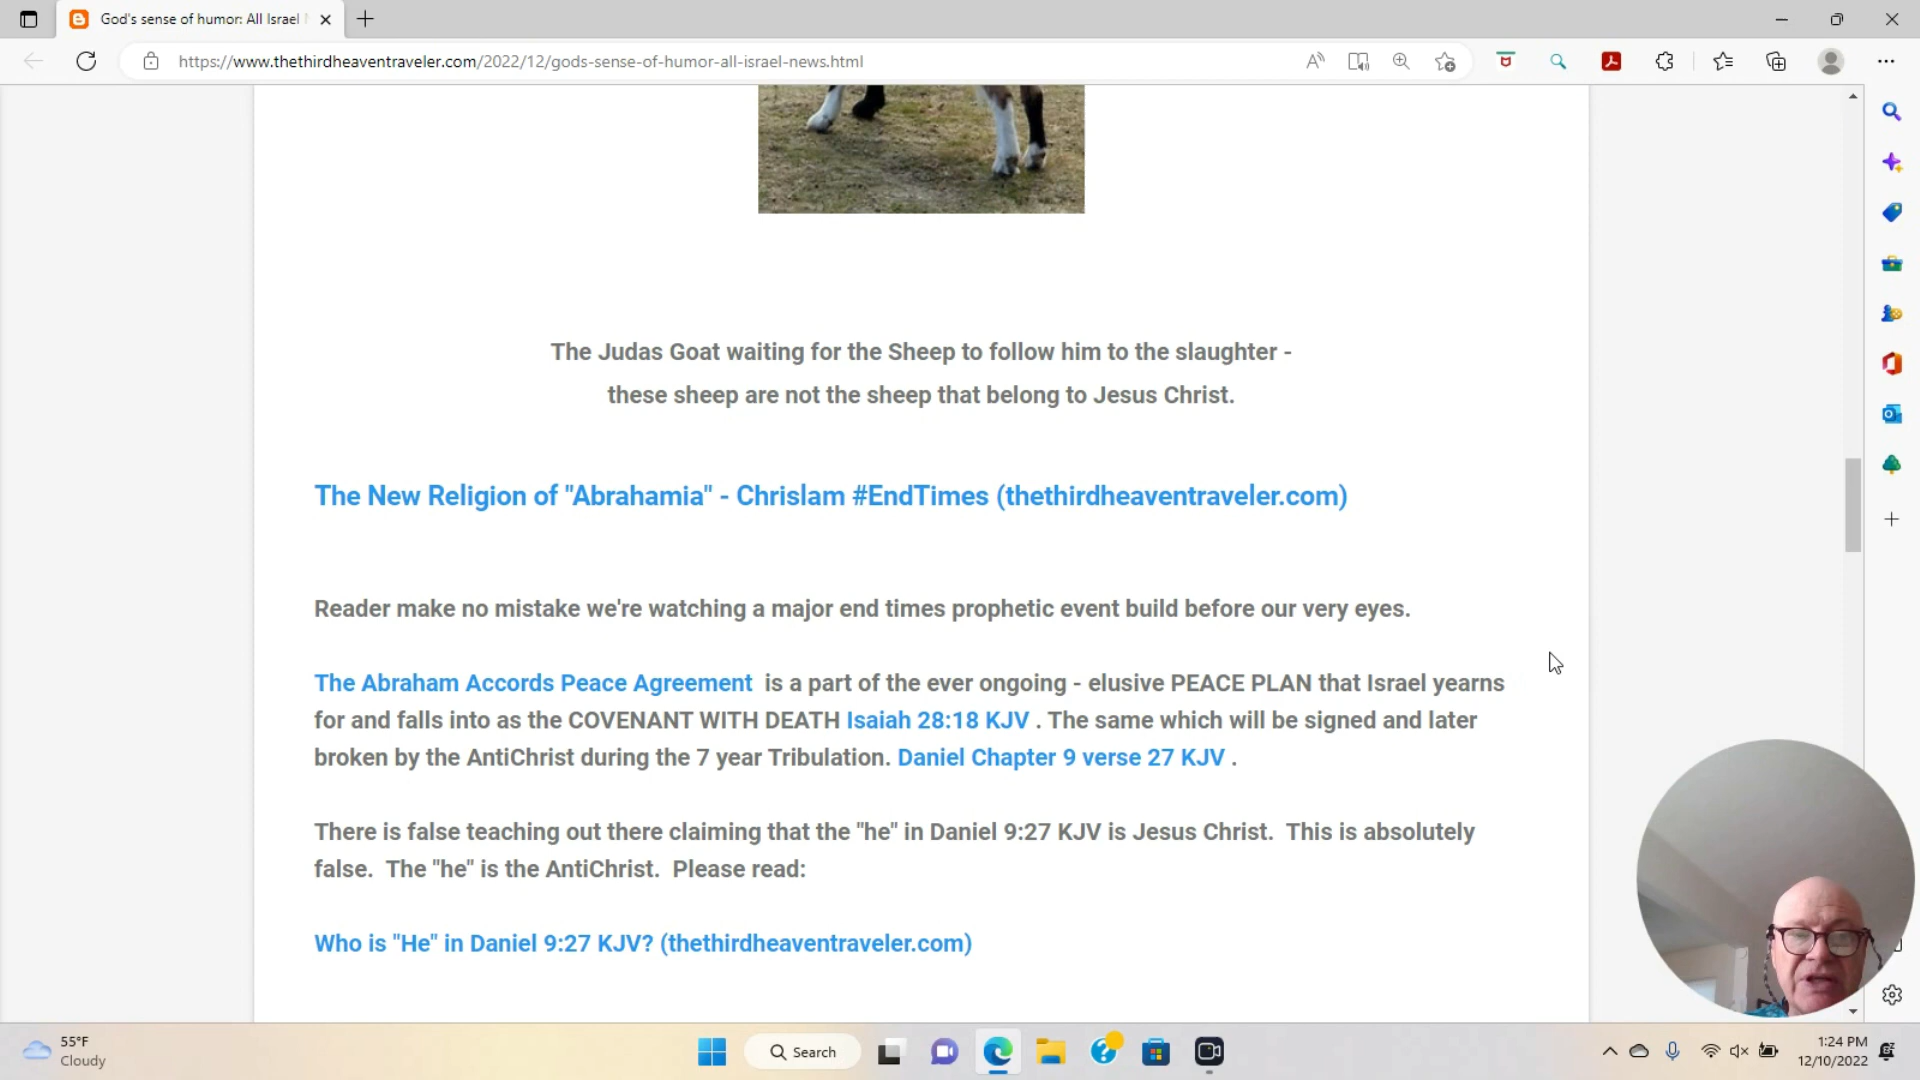 God's sense of humor: All Israel
https://www.thethirdheaventraveler.com/2022/12/gods-sense-of-humor-all-israel-news.html
The Judas Goat waiting for the Sheep to follow him to the slaughter -
these sheep are not the sheep that belong to Jesus Christ.
The New Religion of "Abrahamia" - Chrislam #EndTimes (thethirdheaventraveler.com)
Reader make no mistake we're watching a major end times prophetic event build before our very eyes.
The Abraham Accords Peace Agreement  is a part of the ever ongoing - elusive PEACE PLAN that Israel yearns
for and falls into as the COVENANT WITH DEATH Isaiah 28:18 KJV . The same which will be signed and later
broken by the AntiChrist during the 7 year Tribulation. Daniel Chapter 9 verse 27 KJV .
There is false teaching out there claiming that the "he" in Daniel 9:27 KJV is Jesus Christ.  This is absolutely
false.  The "he" is the AntiChrist.  Please read:
Who is "He" in Daniel 9:27 KJV? (thethirdheaventraveler.com)
55°F
Cloudy
Search
1:24 PM
12/10/2022